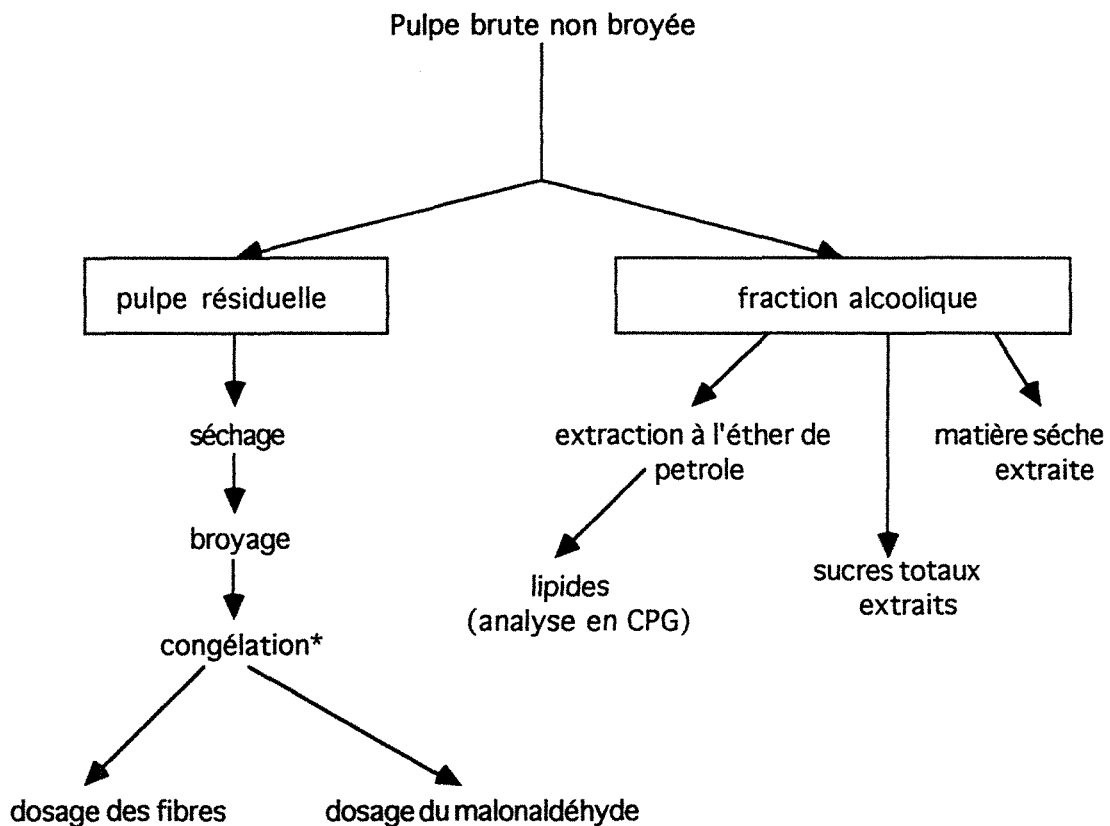 Pulpe brute non broyée
pulpe résiduelle
fraction alcoolique
séchage
broyage
congélation*
dosage des fibres
dosage du malonaldéhyde
extraction à l'éther de
petrole
lipides
(analyse en CPG)
sucres totaux
extraits
matière séche
extraite